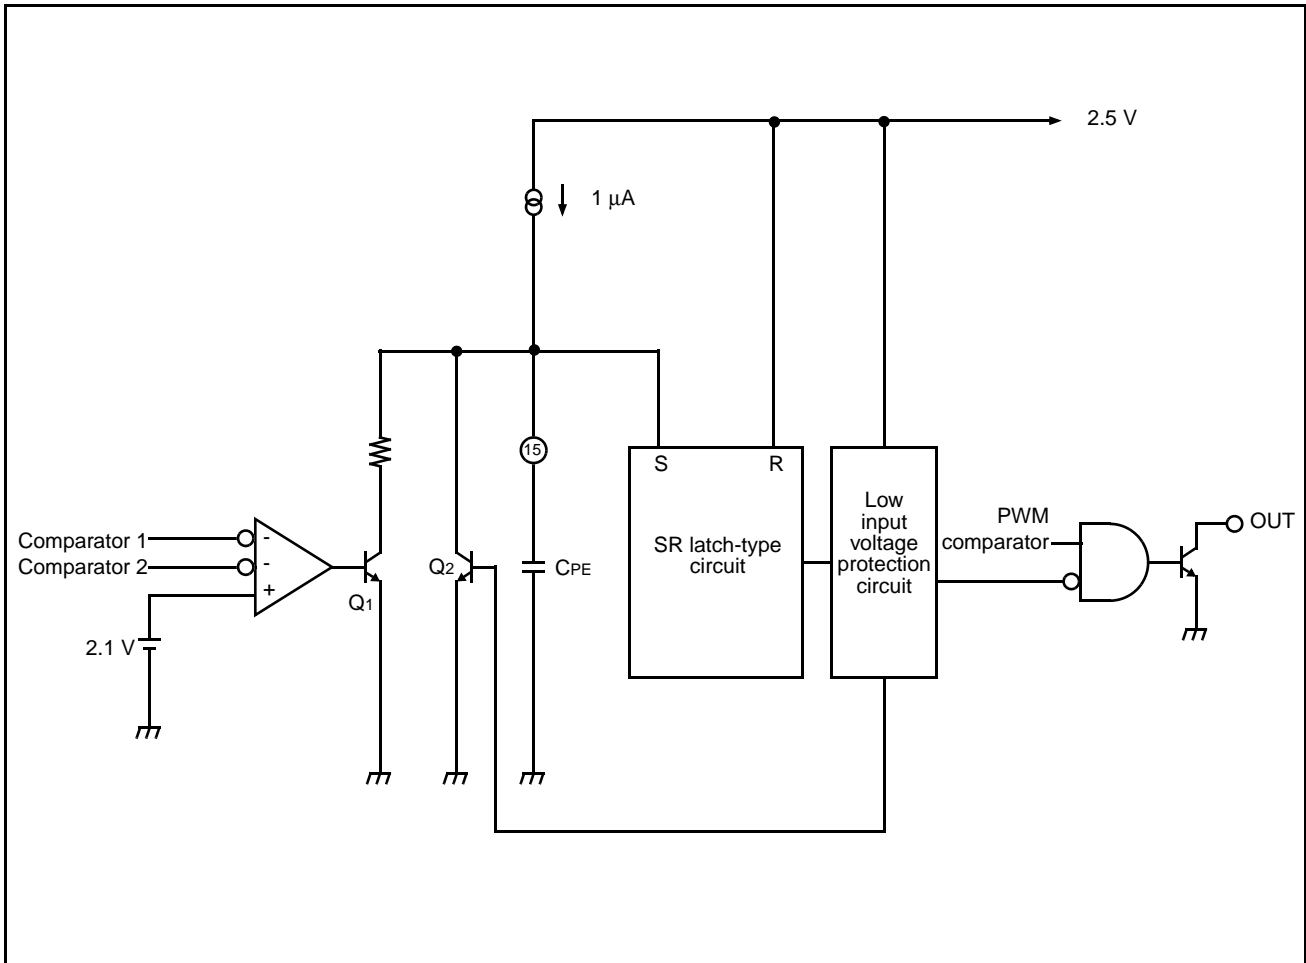 2.5 V
1 μA
15
S
R
Comparator 1
Comparator 2
-
-
+
Q1
Q2
CPE
2.1 V
SR latch-type
circuit
Low
input
voltage
protection
circuit
PWM
comparator
OUT